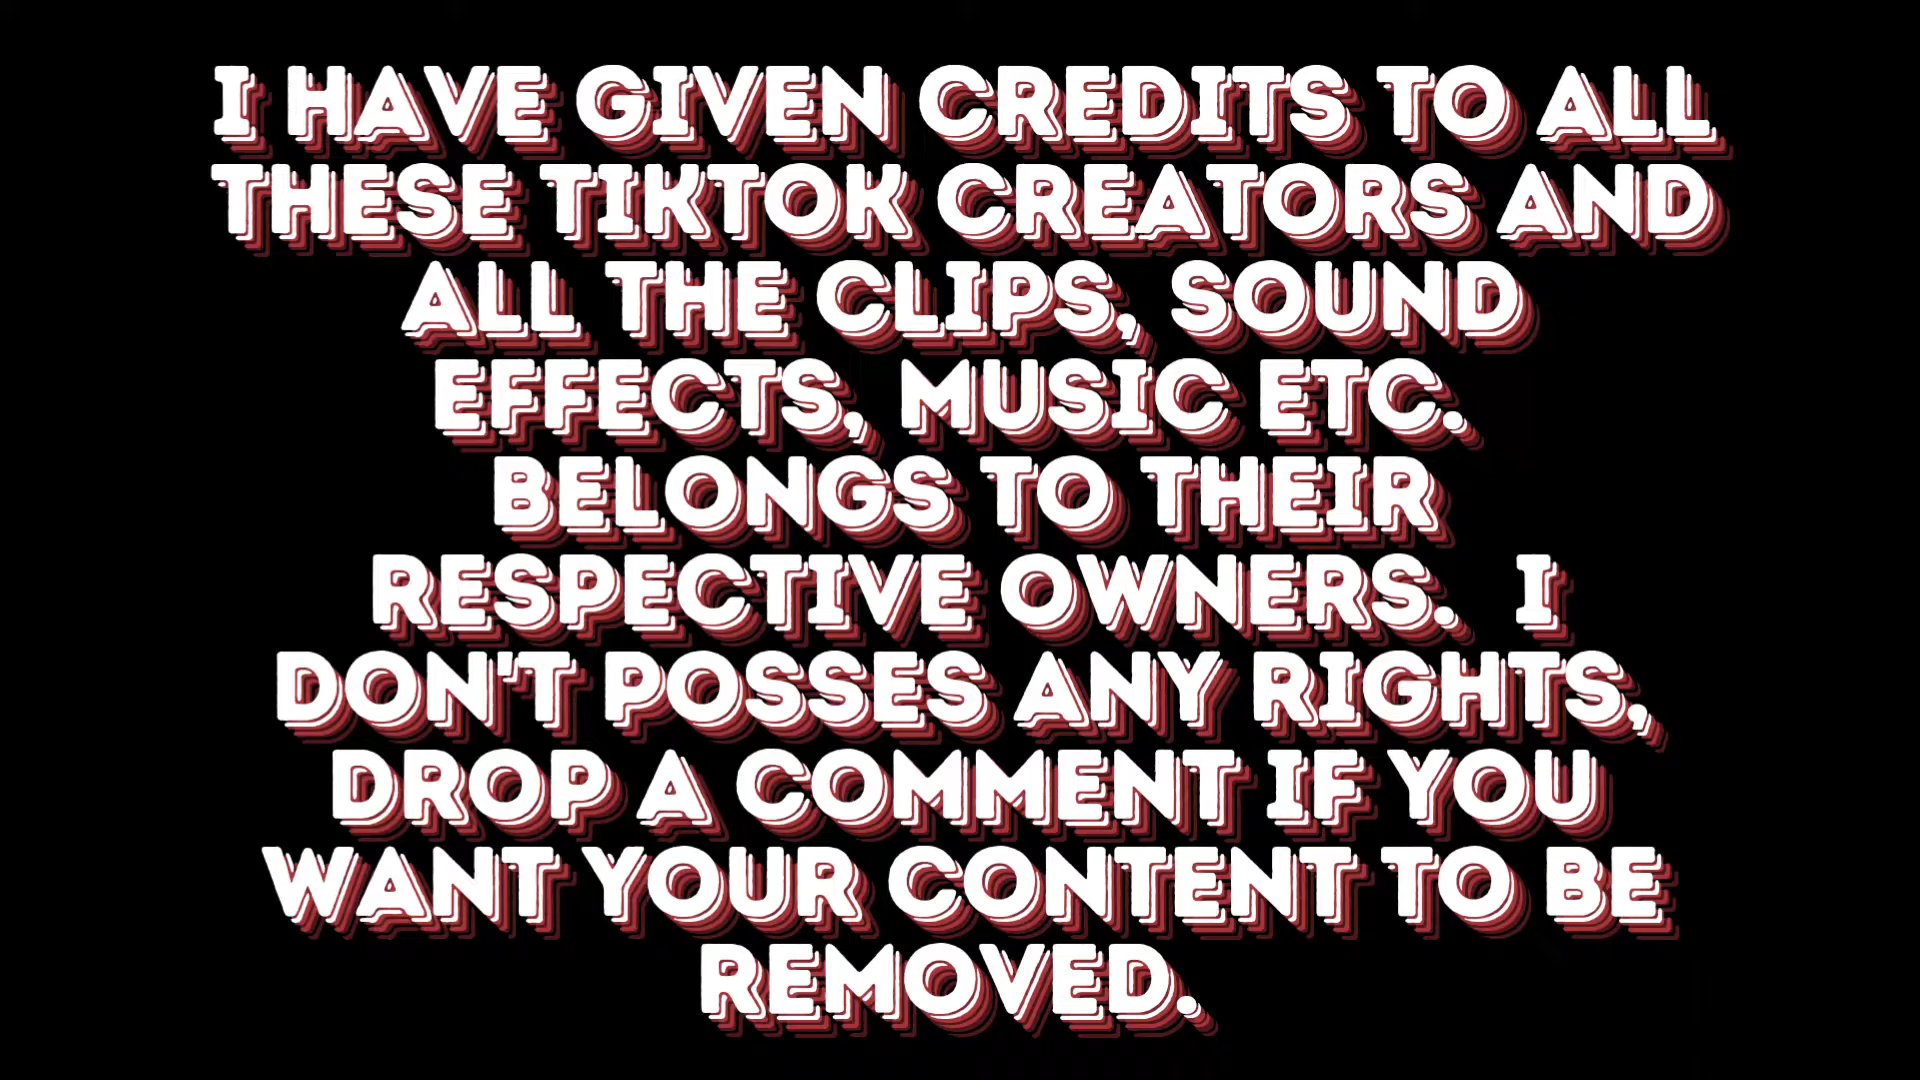 I HAVE GIVEN CREDITS TO ALL
THESE TIKTOK CREATORS AND
ALL THE CLIPS, SOUND
EFFECTS, MUSIC ETC.
BELONGS TO THEIR
RESPECTIVE OWNERS.  I
DON'T POSSES ANY RIGHTS,
DROP A COMMENT IF YOU
WANT YOUR CONTENT TO BE
REMOVED.